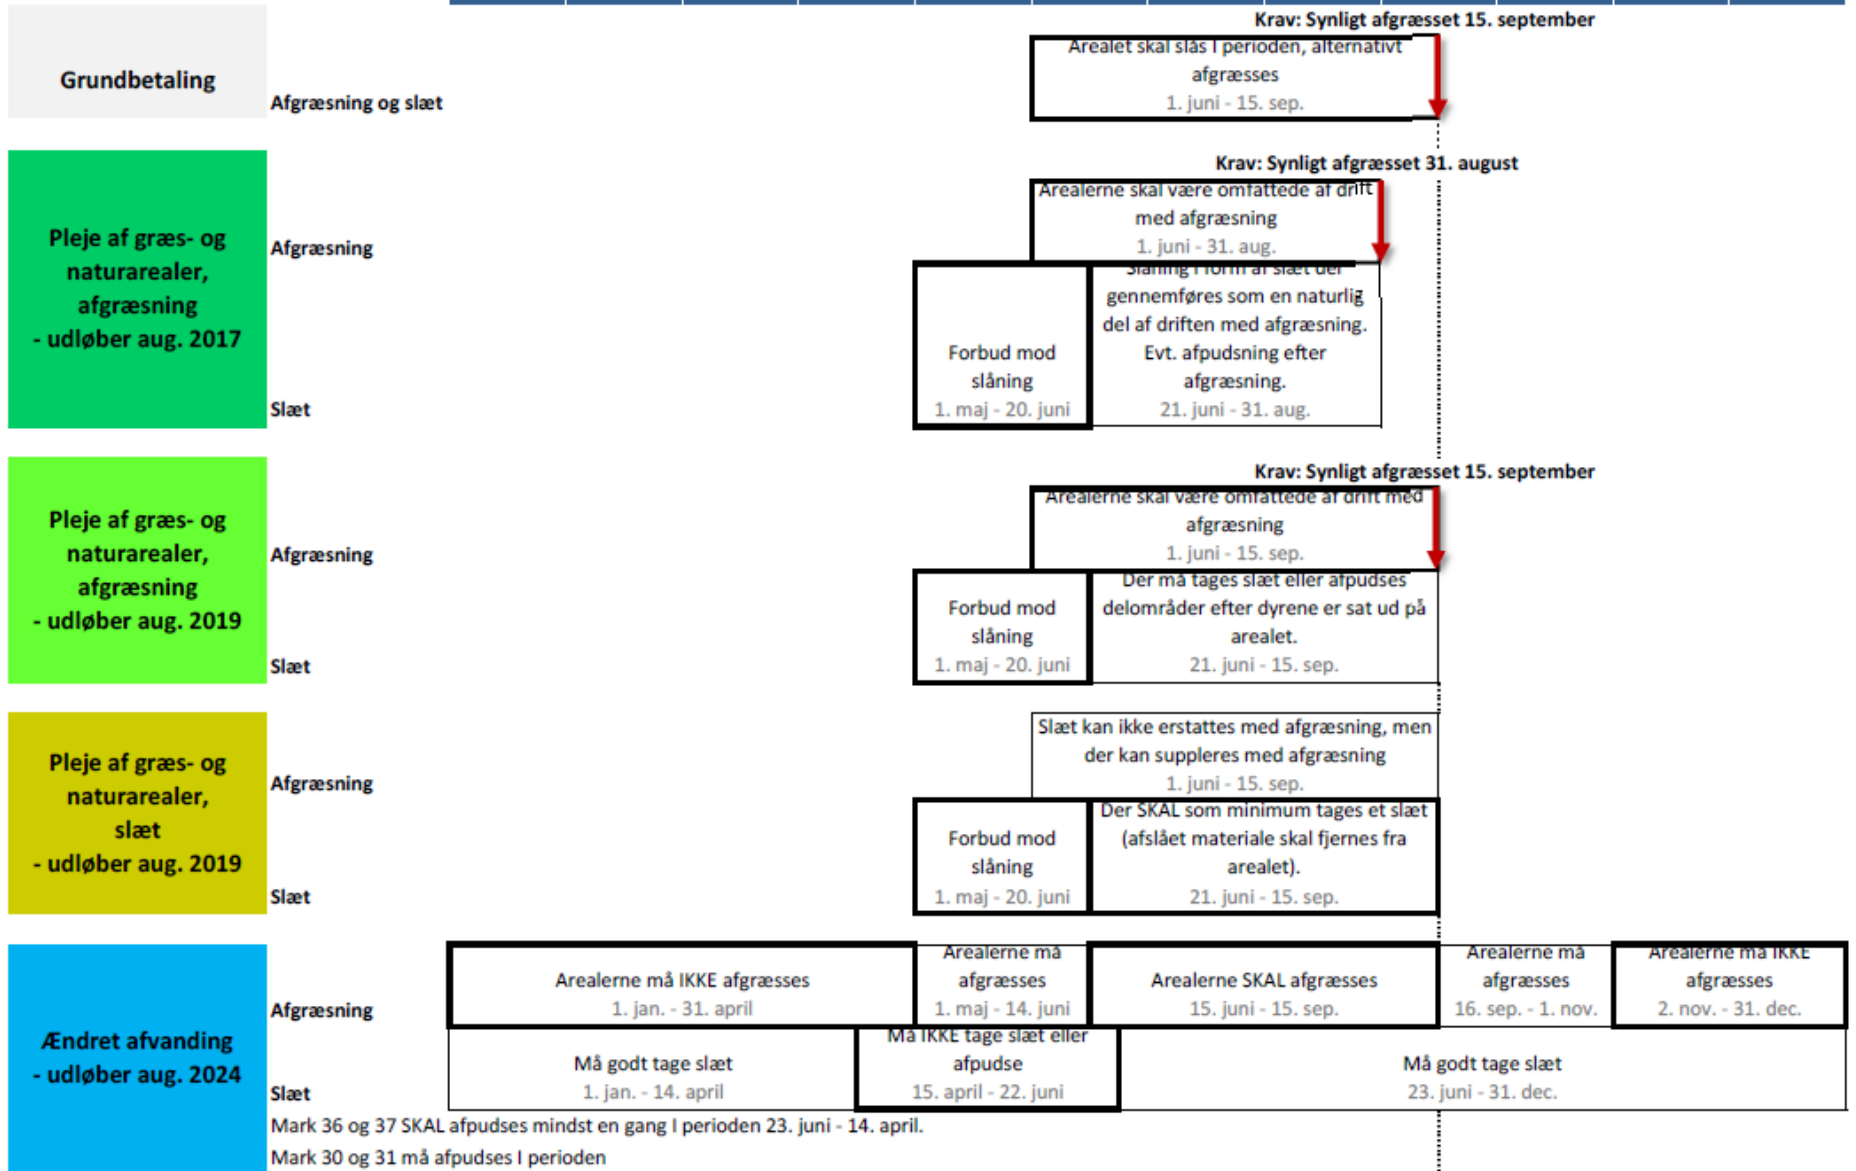 Krav: Synligt afgræsset 15. september
Grundbetaling
Afgræsning og slæt
Arealet skal slås I perioden, alternativt
afgræsses
1. juni - 15. sep.
Krav: Synligt afgræsset 31. august
Pleje af græs- og
naturarealer,
afgræsning
- udløber aug. 2017
Afgræsning
Arealerne skal være omfattede af drift
med afgræsning
1. juni - 31. aug.
Slæt
Forbud mod
slåning
1. maj - 20. juni
Slåning i form af slæt der
gennemføres som en naturlig
del af driften med afgræsning.
Evt. afpudsning efter
afgræsning.
21. juni - 31. aug.
Krav: Synligt afgræsset 15. september
Pleje af græs- og
naturarealer,
afgræsning
- udløber aug. 2019
Afgræsning
Arealerne skal være omfattede af drift med
afgræsning
1. juni - 15. sep.
Slæt
Forbud mod
slåning
1. maj - 20. juni
Der må tages slæt eller afpudses
delområder efter dyrene er sat ud på
arealet.
21. juni - 15. sep.
Pleje af græs- og
naturarealer,
slæt
- udløber aug. 2019
Afgræsning
Slæt kan ikke erstattes med afgræsning, men
der kan suppleres med afgræsning
1. juni - 15. sep.
Slæt
Forbud mod
slåning
1. maj - 20. juni
Der SKAL som minimum tages et slæt
(afslået materiale skal fjernes fra
arealet).
21. juni - 15. sep.
Ændret afvanding
- udløber aug. 2024
Afgræsning
Arealerne må IKKE afgræsses
1. jan. - 31. april
Arealerne må
afgræsses
1. maj - 14. juni
Arealerne SKAL afgræsses
15. juni - 15. sep.
Arealerne må
afgræsses
16. sep. - 1. nov.
Arealerne må IKKE
afgræsses
2. nov. - 31. dec.
Slæt
Må godt tage slæt
1. jan. - 14. april
Må IKKE tage slæt eller
afpudse
15. april - 22. juni
Må godt tage slæt
23. juni - 31. dec.
Mark 36 og 37 SKAL afpudses mindst en gang I perioden 23. juni - 14. april.
Mark 30 og 31 må afpudses I perioden